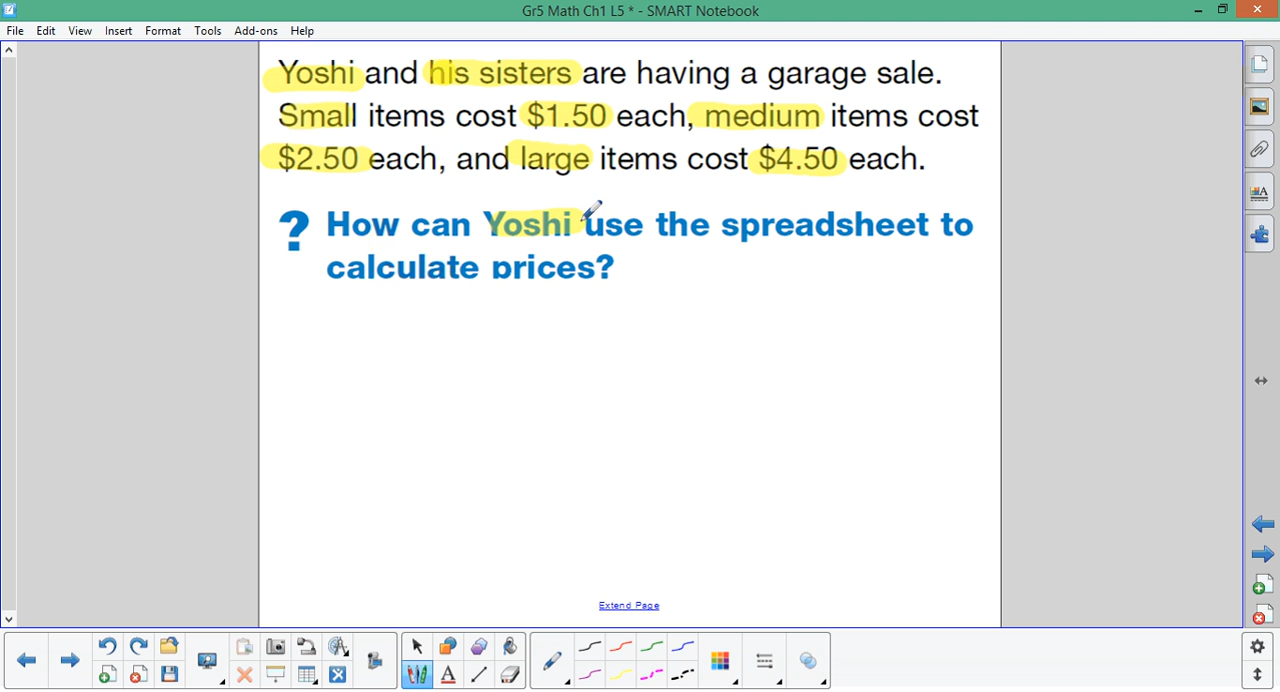 Gr5 Math Ch1 L5 * - SMART Notebook
File Edit View Insert Format Tools Add-ons Help
Yoshi and his sisters are having a garage sale.
Small items cost $1.50 each, medium items cost
$2.50 each, and large items cost $4.50 each.
? How can Yoshi use the spreadsheet to
calculate prices?
Extend Page